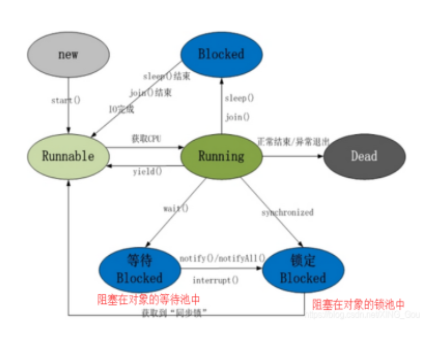 new
Blocked
start()
sleep()结束
join()结束
IO完成
sleep()
join()
获取CPU
正常结束/异常退出
Runnable
Running
Dead
yield()
wait()
synchronized
等待
Blocked
notify()/notifyAll()
interrupt()
锁定
Blocked
阻塞在对象的等待池中
阻塞在对象的锁池中
获取到“同步锁”